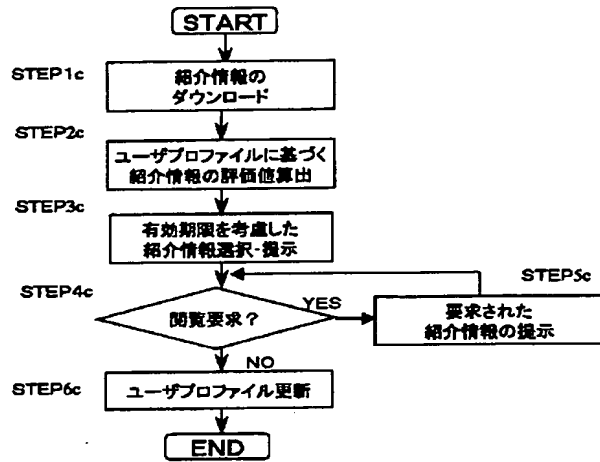 START
STEP1c
紹介情報の
ダウンロード
STEP2c
ユーザプロファイルに基づく
紹介情報の評価値算出
STEP3c
有効期限を考慮した
紹介情報選択・提示
STEP4c
閲覧要求？
YES
STEP5c
要求された
紹介情報の提示
NO
STEP6c
ユーザプロファイル更新
END